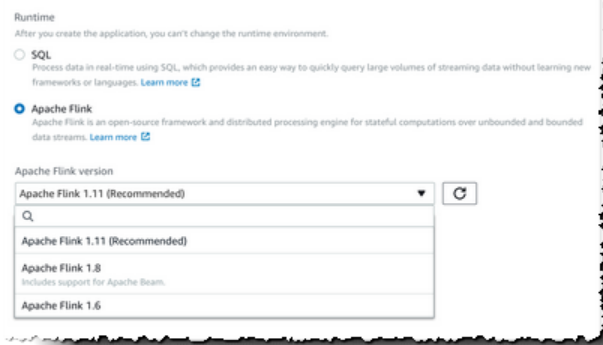 Runtime
After you create the application, you can't change the runtime environment.
SQL
Process data in real-time using SQL, which provides an easy way to quickly query large volumes of streaming data without learning new
frameworks or languages. Learn more
Apache Flink
Apache Flink is an open-source framework and distributed processing engine for stateful computations over unbounded and bounded
data streams. Learn more
Apache Flink version
Apache Flink 1.11 (Recommended)
Apache Flink 1.11 (Recommended)
Apache Flink 1.8
Includes support for Apache Beam.
Apache Flink 1.6